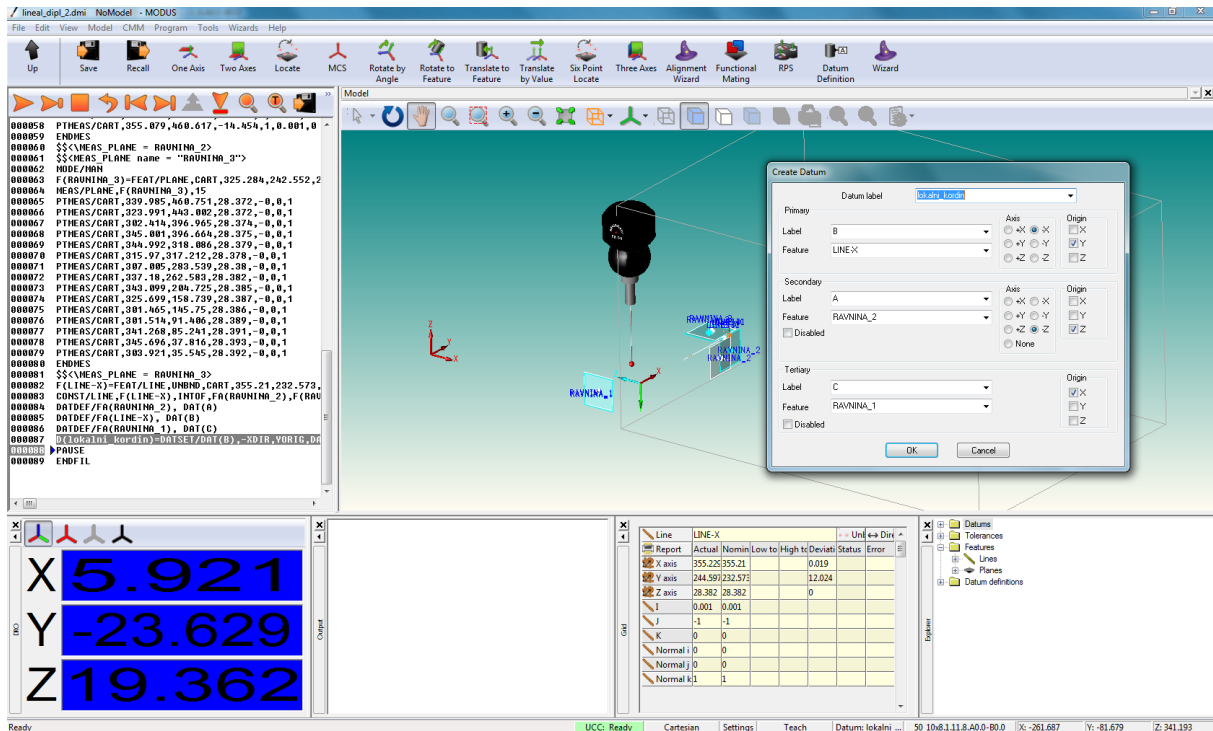 lineal_dipl_2.dmi NoModel - MODUS
File Edit View Model CMM Program Tools Wizards Help
Up Save Recall One Axis Two Axes Locate MCS Rotate by Angle Rotate to Feature Translate to Feature Translate by Value Six Point Locate Three Axes Alignment Wizard Functional Mating RPS Datum Definition Wizard
Model
000058 PTMEAS/CART,355.079,460.617,-14.454,1,0.001,0
000059 ENDMES
000060 $$<\MEAS_PLANE = RAVNINA_2>
000061 $$<MEAS_PLANE name = "RAVNINA_3">
000062 MODE/MAN
000063 F(RAVNINA_3)=FEAT/PLANE,CART,325.284,242.552,2
000064 MEAS/PLANE,F(RAVNINA_3),15
000065 PTMEAS/CART,339.985,460.751,28.372,-0,0,1
000066 PTMEAS/CART,323.991,443.002,28.372,-0,0,1
000067 PTMEAS/CART,302.414,396.965,28.374,-0,0,1
000068 PTMEAS/CART,345.001,396.664,28.375,-0,0,1
000069 PTMEAS/CART,344.992,318.086,28.379,-0,0,1
000070 PTMEAS/CART,315.97,317.212,28.378,-0,0,1
000071 PTMEAS/CART,307.005,283.539,28.38,-0,0,1
000072 PTMEAS/CART,337.18,262.583,28.382,-0,0,1
000073 PTMEAS/CART,343.099,204.725,28.385,-0,0,1
000074 PTMEAS/CART,325.699,158.739,28.387,-0,0,1
000075 PTMEAS/CART,301.465,145.75,28.386,-0,0,1
000076 PTMEAS/CART,301.514,91.406,28.389,-0,0,1
000077 PTMEAS/CART,341.268,85.241,28.391,-0,0,1
000078 PTMEAS/CART,345.696,37.816,28.393,-0,0,1
000079 PTMEAS/CART,303.921,35.545,28.392,-0,0,1
000080 ENDMES
000081 $$<\MEAS_PLANE = RAVNINA_3>
000082 F(LINE-X)=FEAT/LINE,UNBND,CART,355.21,232.573,
000083 CONST/LINE,F(LINE-X),INTOF,FA(RAVNINA_2),F(RAV
000084 DATDEF/FA(RAVNINA_2), DAT(A)
000085 DATDEF/FA(LINE-X), DAT(B)
000086 DATDEF/FA(RAVNINA_1), DAT(C)
000087 D(lokalni_kordin)=DATSET/DAT(B),-XDIR,YORIG,DA
000088 PAUSE
000089 ENDFIL
Z
Y
X
RAVNINA_2
RAVNINA_2
RAVNINA_1
X
Create Datum
Datum label lokalni_kordin
Primary
Axis Origin
Label B +X -X X
+Y -Y Y
Feature LINE-X +Z -Z Z
Secondary
Axis Origin
Label A +X -X X
Feature RAVNINA_2 +Y -Y Y
Disabled +Z -Z Z
None
Tertiary
Origin
Label C X
Feature RAVNINA_1 Y
Disabled Z
OK Cancel
DRO
X 5.921
Y -23.629
Z 19.362
Output
Grid
Line LINE-X Unl Dire
Report Actual Nomin Low to High to Deviati Status Error
X axis 355.229 355.21 0.019
Y axis 244.597 232.573 12.024
Z axis 28.382 28.382 0
I 0.001 0.001
J -1 -1
K 0 0
Normal i 0 0
Normal j 0 0
Normal k 1 1
Explorer
Datums
Tolerances
Features
Lines
Planes
Datum definitions
Ready UCC: Ready Cartesian Settings Teach Datum: lokalni ... 50 10x8.1.11.8.A0.0-B0.0 X: -261.687 Y: -81.679 Z: 341.193